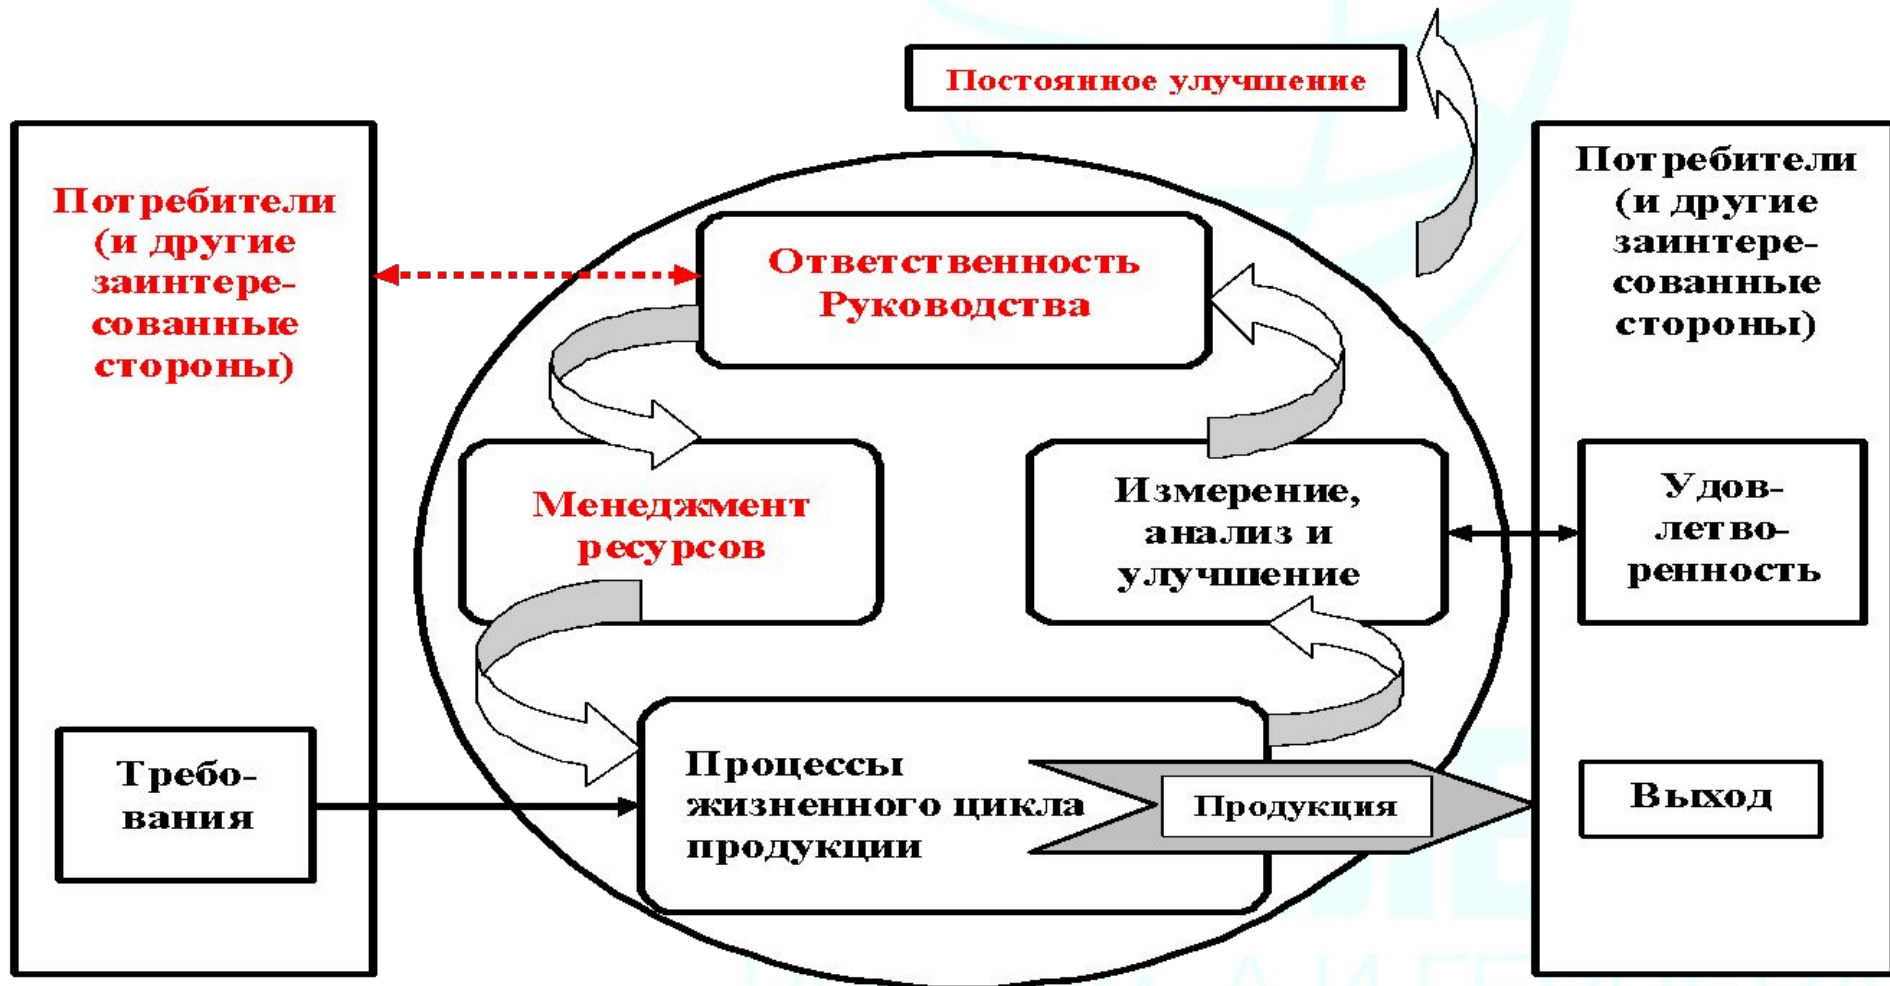 Постоянное улучшение
Потребители
(и другие
заинтере-
сованные
стороны)
Требо-
вания
Ответственность
Руководства
Менеджмент
ресурсов
Измерение,
анализ и
улучшение
Процессы
жизненного цикла
продукции
Продукция
Потребители
(и другие
заинтере-
сованные
стороны)
Удов-
летво-
ренность
Выход